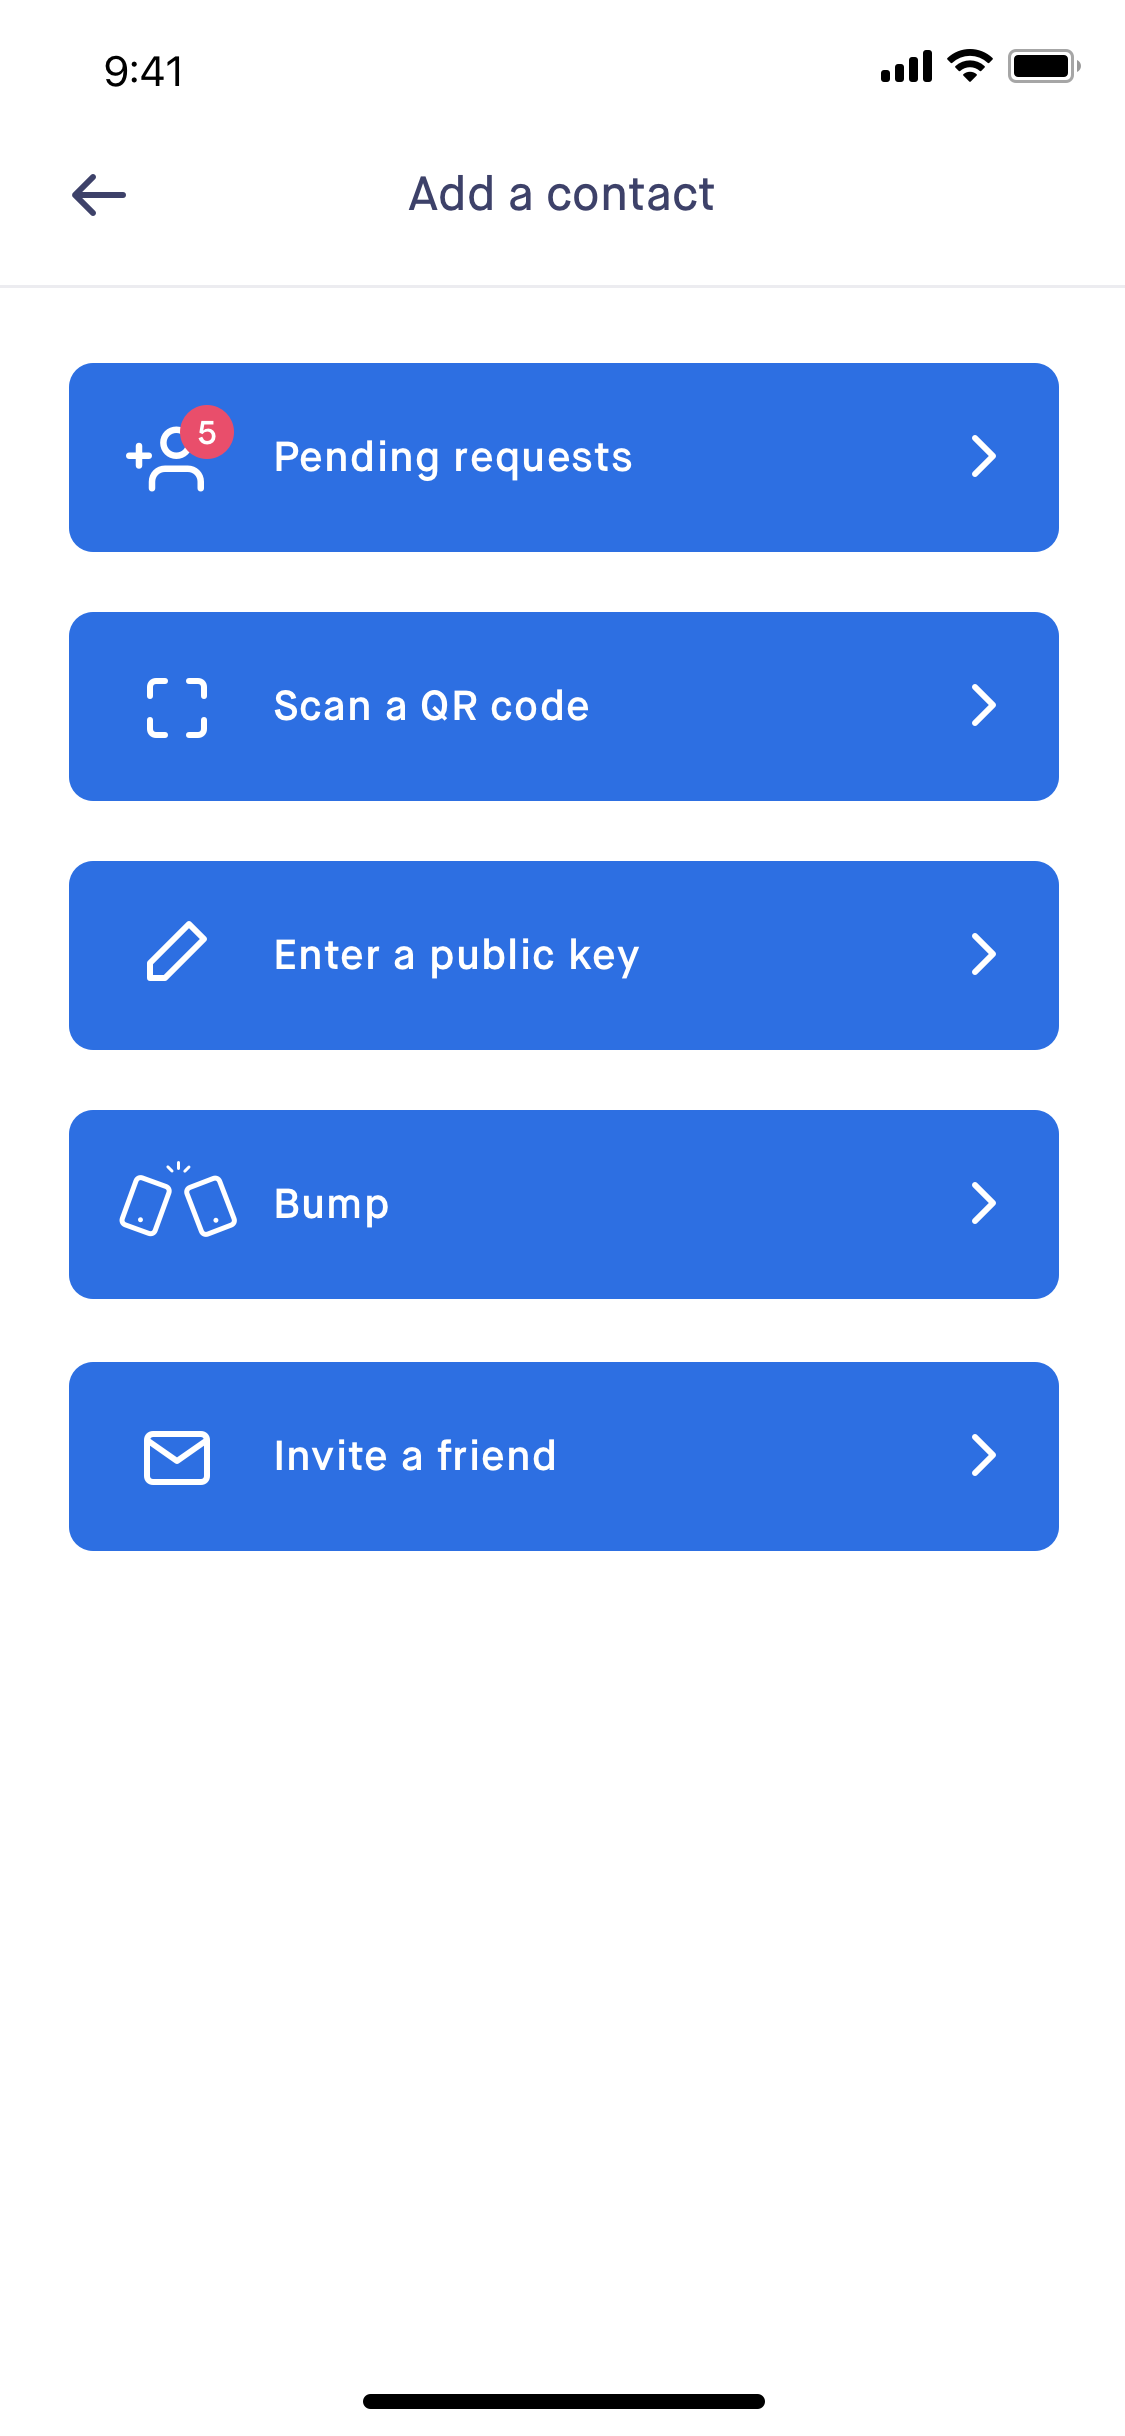 9:41
Add a contact
5
Pending requests
Scan a QR code
Enter a public key
Bump
Invite a friend